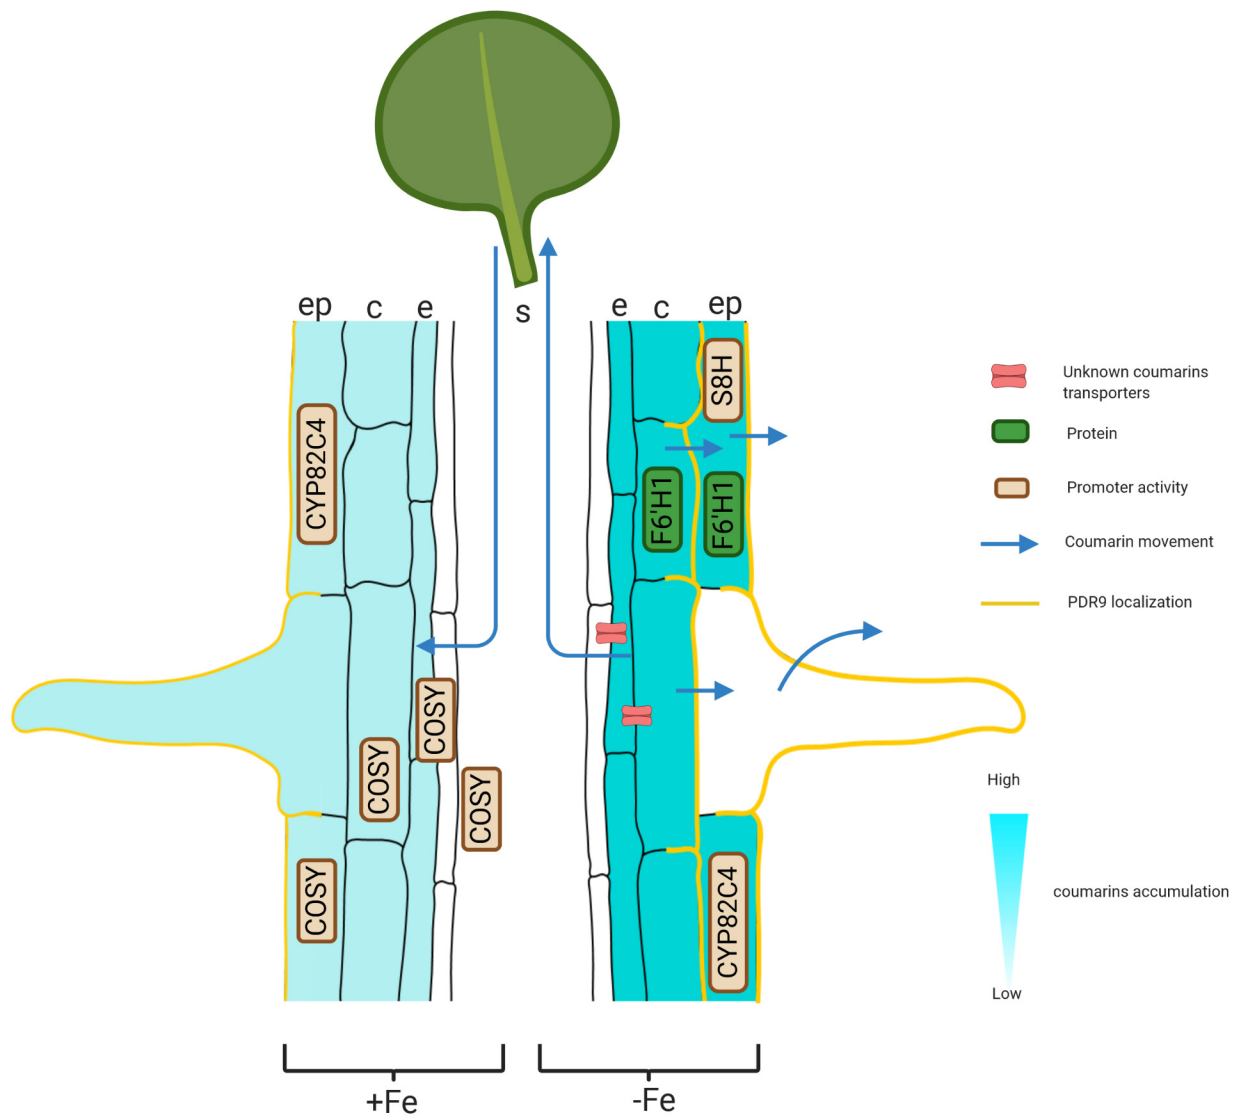 ep
c
e
s
e
c
ep
CYP82C4
COSY
COSY
COSY
COSY
S8H
F6'H1
F6'H1
CYP82C4
Unknown coumarins
transporters
Protein
Promoter activity
Coumarin movement
PDR9 localization
High
coumarins accumulation
Low
+Fe
-Fe